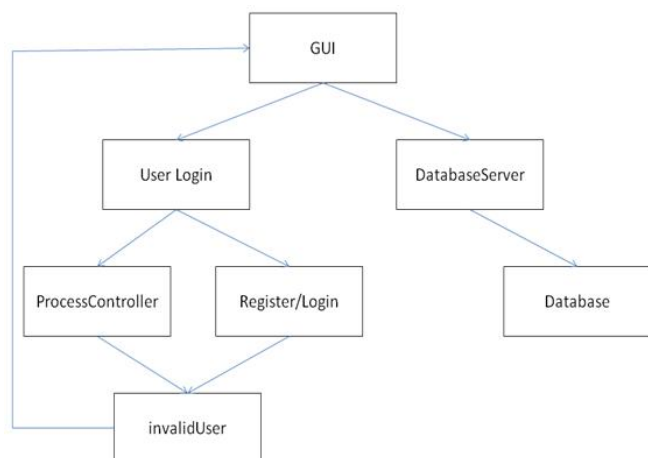 GUI
User Login
DatabaseServer
ProcessController
Register/Login
Database
invalidUser